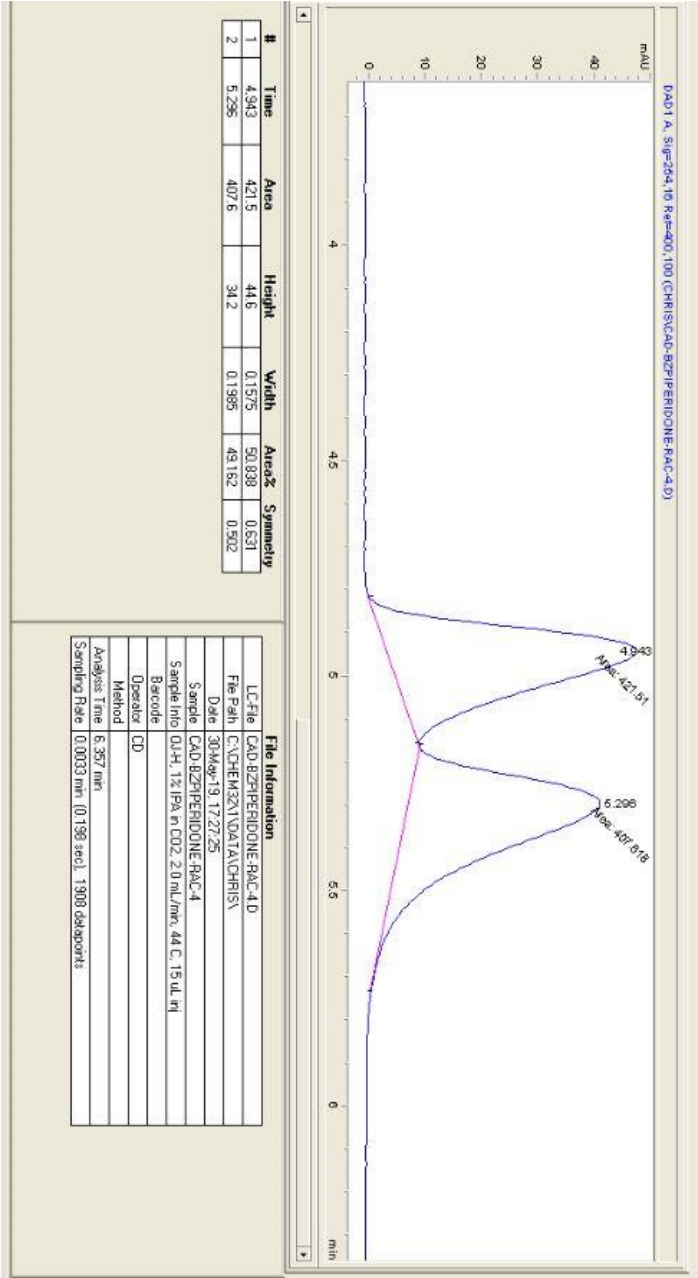 DAD1 A, Sig=254,16 Ref=400,100 (CHRIS\CAD-BZPIPERIDONE-RAC-4.D)
mAU
40
30
20
10
0
4.943
Area: 421.51
5.296
Area: 407.618
4
4.5
5
5.5
6
min
# Time Area Height Width Area% Symmetry
1 4.943 421.5 44.6 0.1575 50.838 0.631
2 5.296 407.6 34.2 0.1985 49.162 0.502
File Information
LC-File CAD-BZPIPERIDONE-RAC-4.D
File Path C:\CHEM32\1\DATA\CHRIS\
Date 30-May-19, 17:27:25
Sample CAD-BZPIPERIDONE-RAC-4
Sample Info OJ-H, 1% IPA in CO2, 2.0 mL/min, 44 C, 15 uL inj
Barcode
Operator CD
Method
Analysis Time 6.357 min
Sampling Rate 0.0033 min (0.198 sec), 1908 datapoints